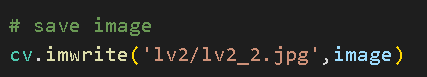 # save image
cv.imwrite('lv2/lv2_2.jpg',image)